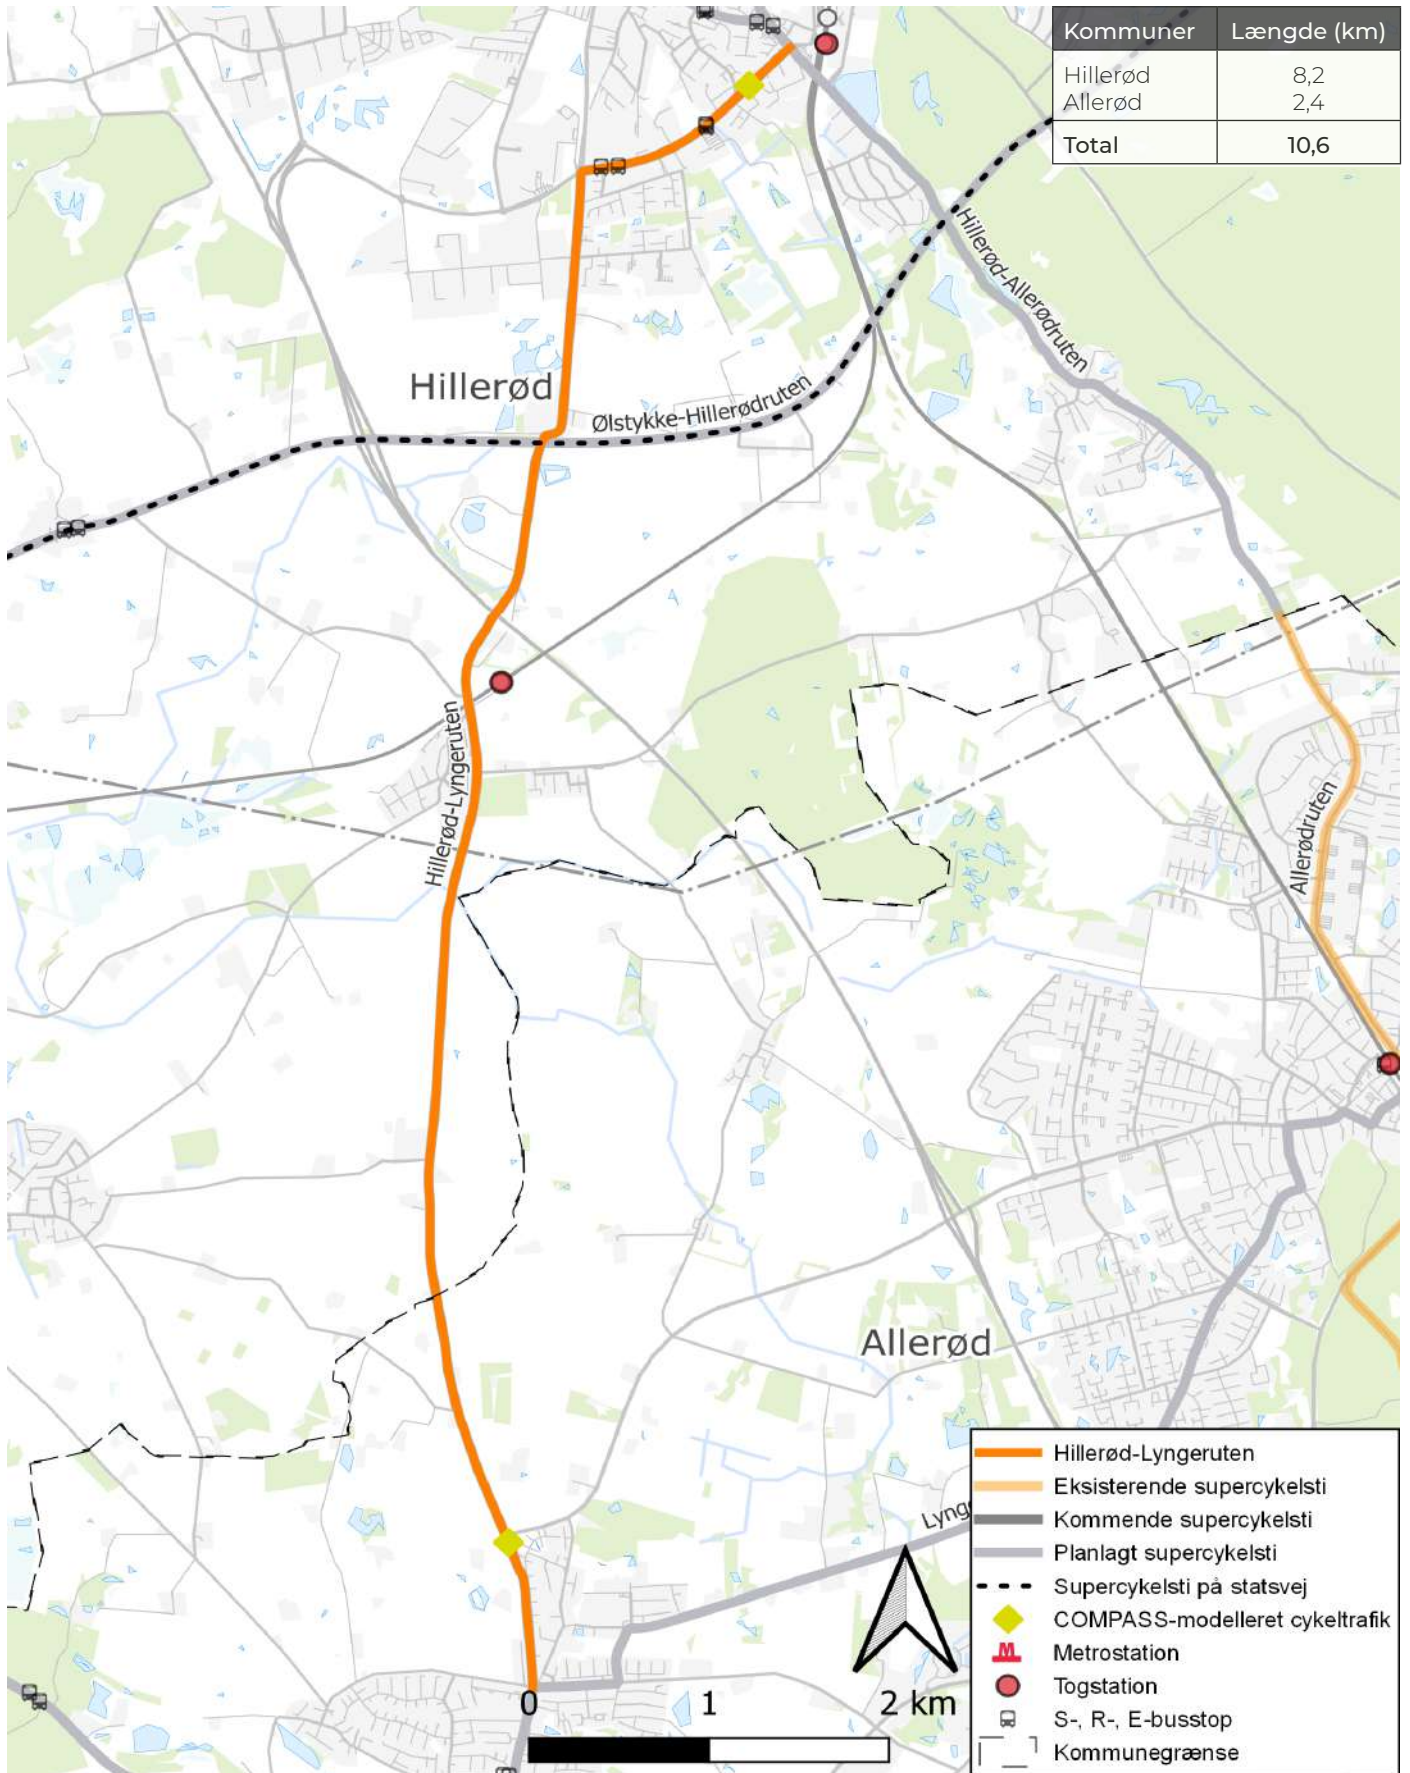 Kommuner Længde (km)
Hillerød 8,2
Allerød 2,4
Total 10,6
Hillerød-Allerødruten
Hillerød
Ølstykke-Hillerødruten
Hillerød-Lyngeruten
Allerødruten
Allerød
Hillerød-Lyngeruten
Eksisterende supercykelsti
Kommende supercykelsti
Lynge
Planlagt supercykelsti
Supercykelsti på statsvej
COMPASS-modelleret cykeltrafik
M Metrostation
Togstation
S-, R-, E-busstop
Kommunegrænse
0 1 2 km